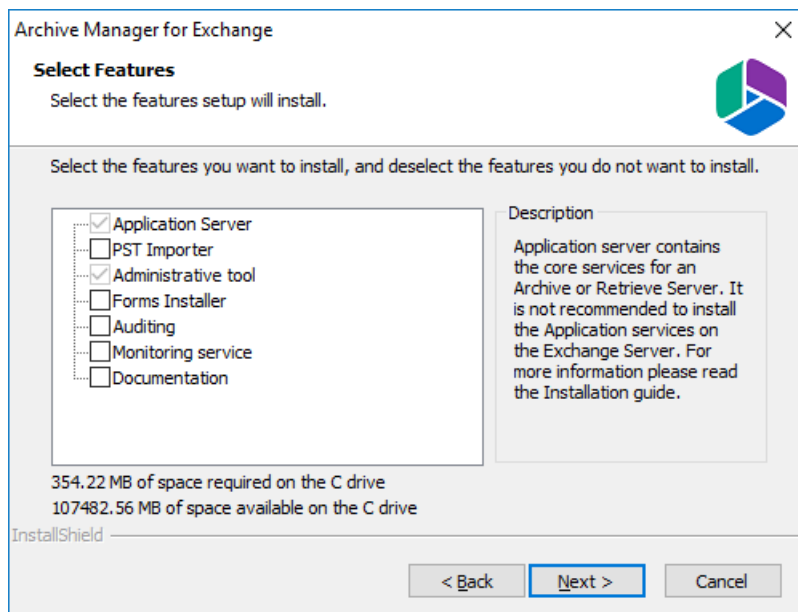 Archive Manager for Exchange
Select Features
Select the features setup will install.
Select the features you want to install, and deselect the features you do not want to install.
Application Server
PST Importer
Administrative tool
Forms Installer
Auditing
Monitoring service
Documentation
Description
Application server contains
the core services for an
Archive or Retrieve Server. It
is not recommended to install
the Application services on
the Exchange Server. For
more information please read
the Installation guide.
354.22 MB of space required on the C drive
107482.56 MB of space available on the C drive
InstallShield
< Back
Next >
Cancel